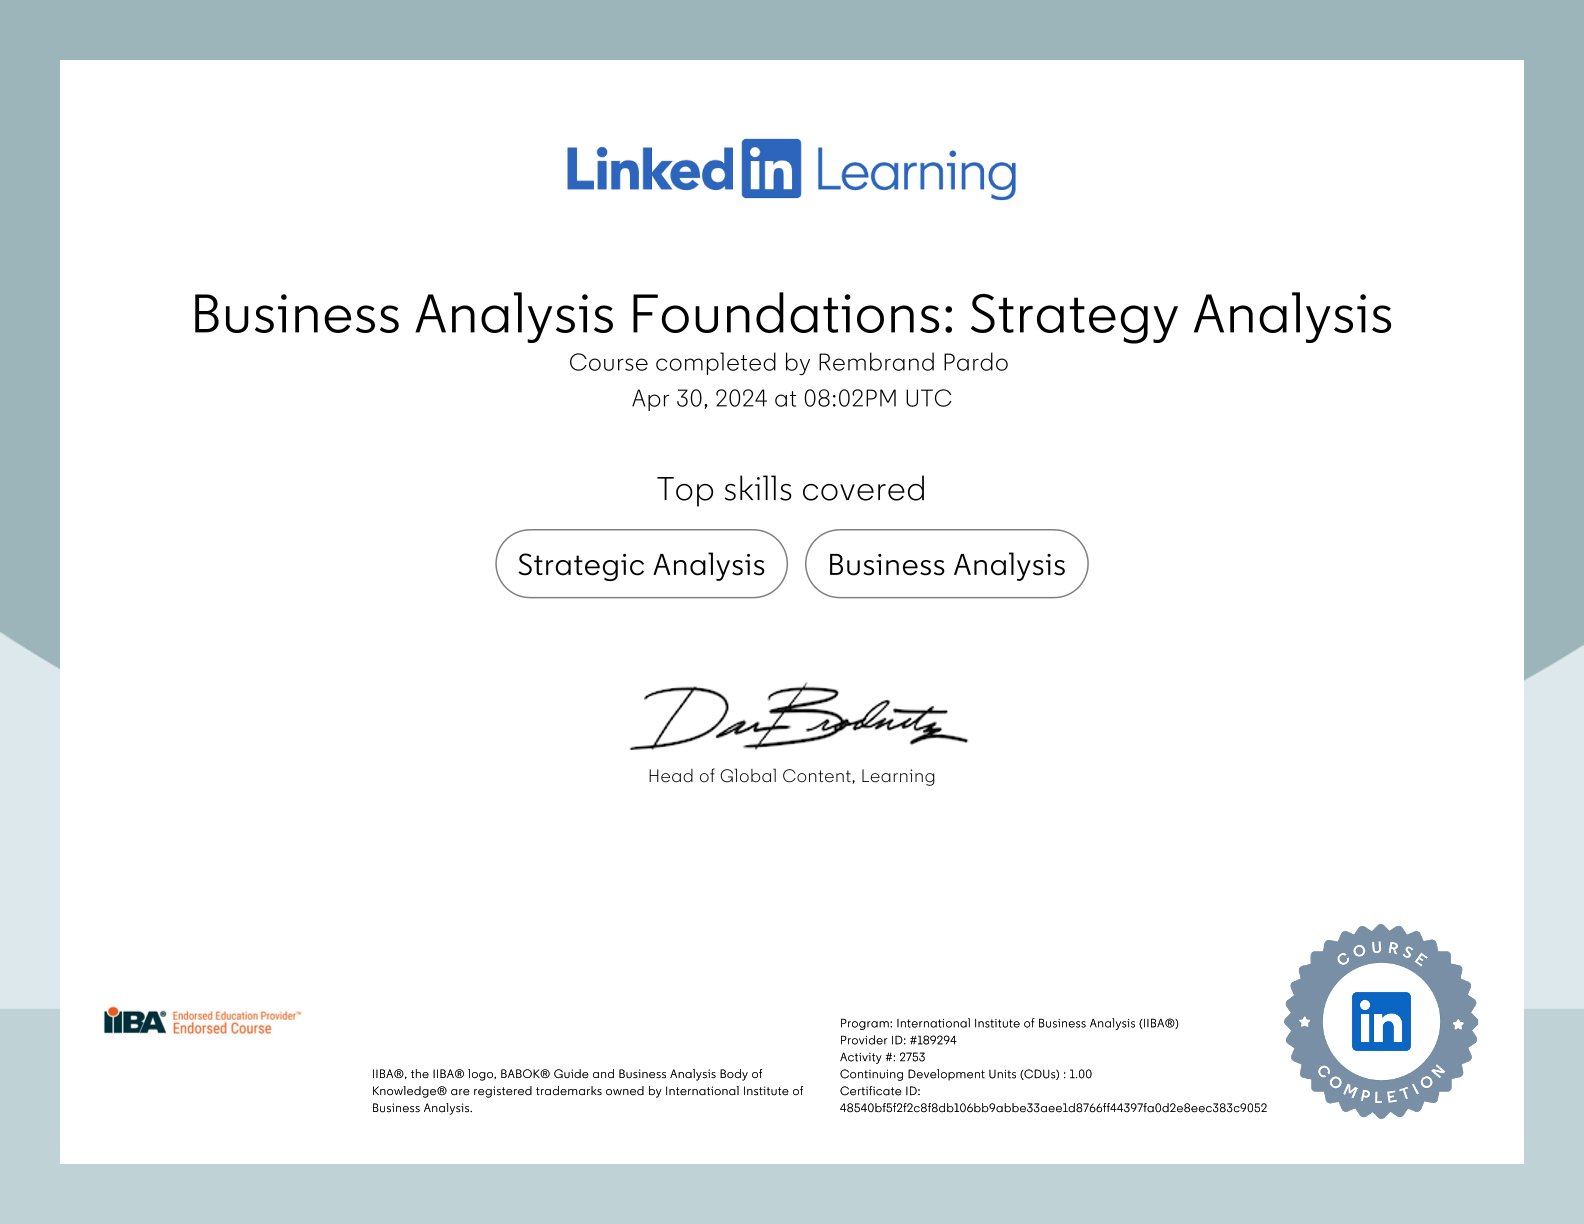 Linked in Learning
Business Analysis Foundations: Strategy Analysis
Course completed by Rembrand Pardo
Apr 30, 2024 at 08:02PM UTC
Top skills covered
Strategic Analysis
Business Analysis
Dan Brodnitz
Head of Global Content, Learning
IIBA® Endorsed Education Provider™
Endorsed Course
IIBA®, the IIBA® logo, BABOK® Guide and Business Analysis Body of
Knowledge® are registered trademarks owned by International Institute of
Business Analysis.
Program: International Institute of Business Analysis (IIBA®)
Provider ID: #189294
Activity #: 2753
Continuing Development Units (CDUs) : 1.00
Certificate ID:
48540bf5f2f2c8f8db106bb9abbe33aee1d8766ff44397fa0d2e8eec383c9052
COURSE
in
COMPLETION